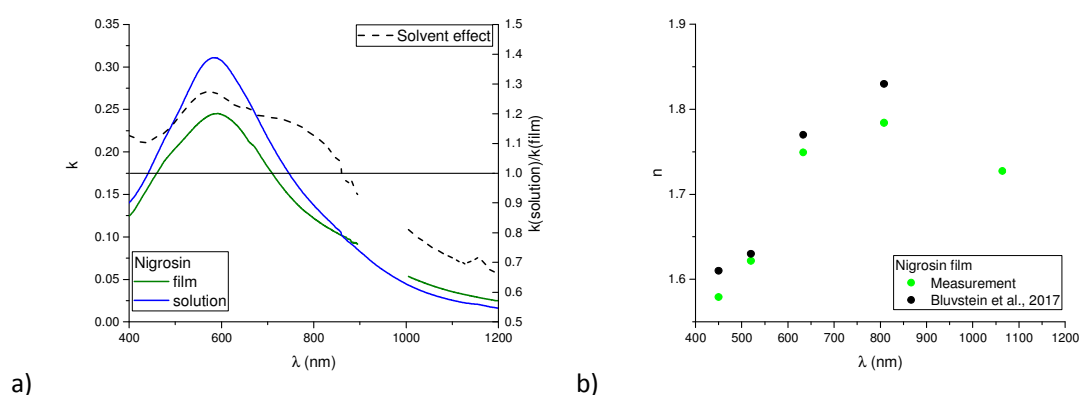 0.35
0.30
0.25
0.20
0.15
0.10
0.05
0.00
k
400 600 800 1000 1200
λ (nm)
1.5
1.4
1.3
1.2
1.1
1.0
0.9
0.8
0.7
0.6
0.5
k(solution)/k(fiilm)
Solvent effect
Nigrosin
film
solution
a)
1.9
1.8
1.7
1.6
n
400 500 600 700 800 900 1000 1100 1200
λ (nm)
Nigrosin film
Measurement
Bluvstein et al., 2017
b)